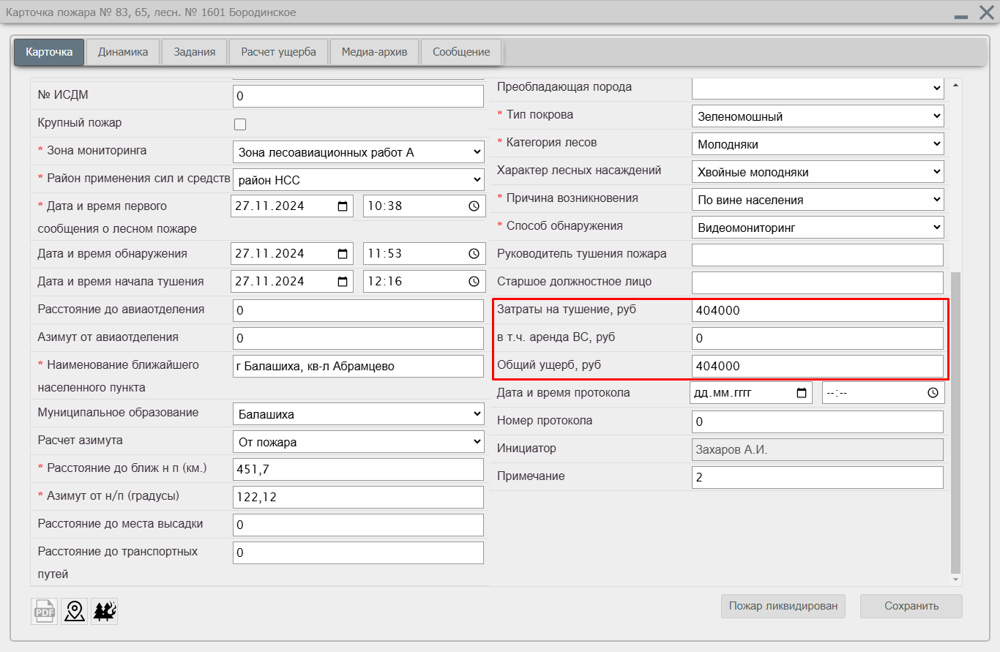 Карточка пожара № 83, 65, лесн. № 1601 Бородинское
Карточка
Динамика
Задания
Расчет ущерба
Медиа-архив
Сообщение
№ ИСДМ
0
Крупный пожар
* Зона мониторинга
Зона лесоавиационных работ А
* Район применения сил и средств
район НСС
* Дата и время первого
сообщения о лесном пожаре
27.11.2024
10:38
Дата и время обнаружения
27.11.2024
11:53
Дата и время начала тушения
27.11.2024
12:16
Расстояние до авиаотделения
0
Азимут от авиаотделения
0
* Наименование ближайшего
населенного пункта
г Балашиха, кв-л Абрамцево
Муниципальное образование
Балашиха
Расчет азимута
От пожара
* Расстояние до ближ н п (км.)
451,7
* Азимут от н/п (градусы)
122,12
Расстояние до места высадки
0
Расстояние до транспортных
путей
0
Преобладающая порода
* Тип покрова
Зеленомошный
* Категория лесов
Молодняки
Характер лесных насаждений
Хвойные молодняки
* Причина возникновения
По вине населения
* Способ обнаружения
Видеомониторинг
Руководитель тушения пожара
Старшое должностное лицо
Затраты на тушение, руб
404000
в т.ч. аренда ВС, руб
0
Общий ущерб, руб
404000
Дата и время протокола
дд.мм.гггг
--:--
Номер протокола
0
Инициатор
Захаров А.И.
Примечание
2
PDF
Пожар ликвидирован
Сохранить